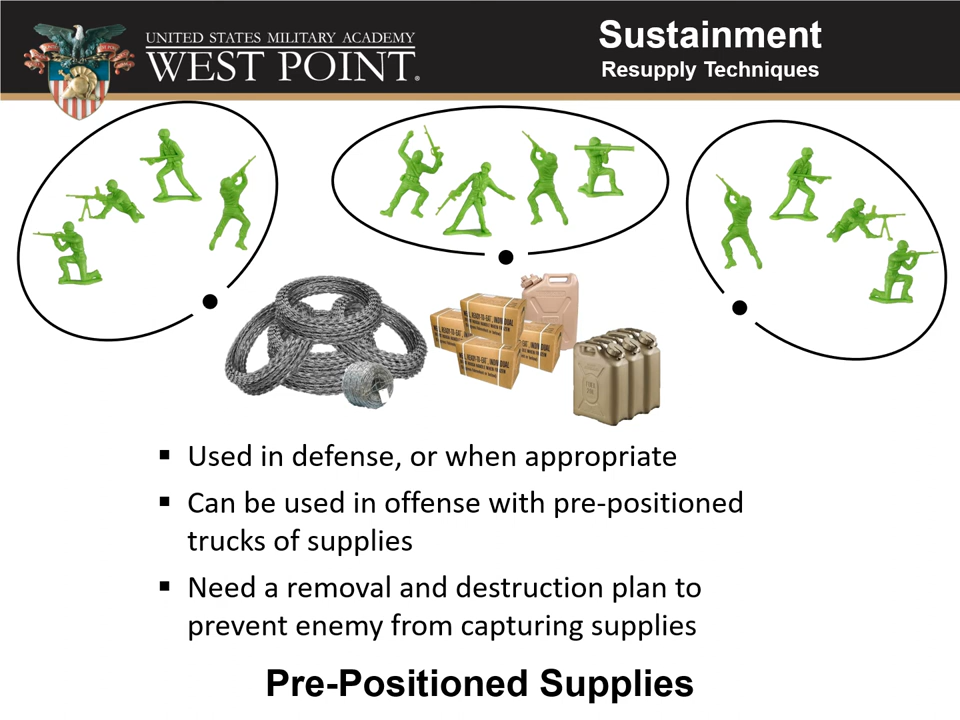 UNITED STATES MILITARY ACADEMY
WEST POINT®
Sustainment
Resupply Techniques
▪ Used in defense, or when appropriate
▪ Can be used in offense with pre-positioned
trucks of supplies
▪ Need a removal and destruction plan to
prevent enemy from capturing supplies
Pre-Positioned Supplies